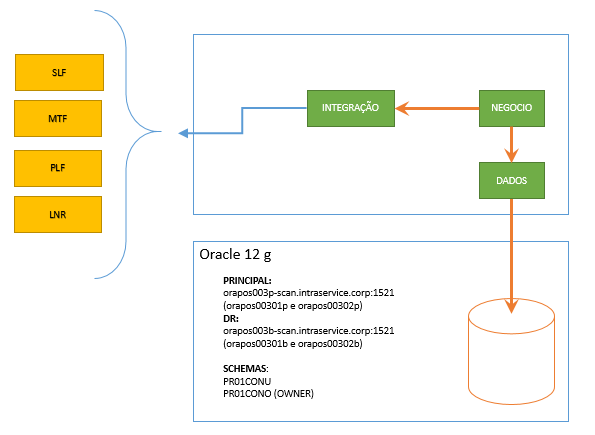 SLF
MTF
PLF
LNR
INTEGRAÇÃO
NEGOCIO
DADOS
Oracle 12 g
PRINCIPAL:
orapos003p-scan.intraservice.corp:1521
(orapos00301p e orapos00302p)
DR:
orapos003b-scan.intraservice.corp:1521
(orapos00301b e orapos00302b)
SCHEMAS:
PR01CONU
PR01CONO (OWNER)